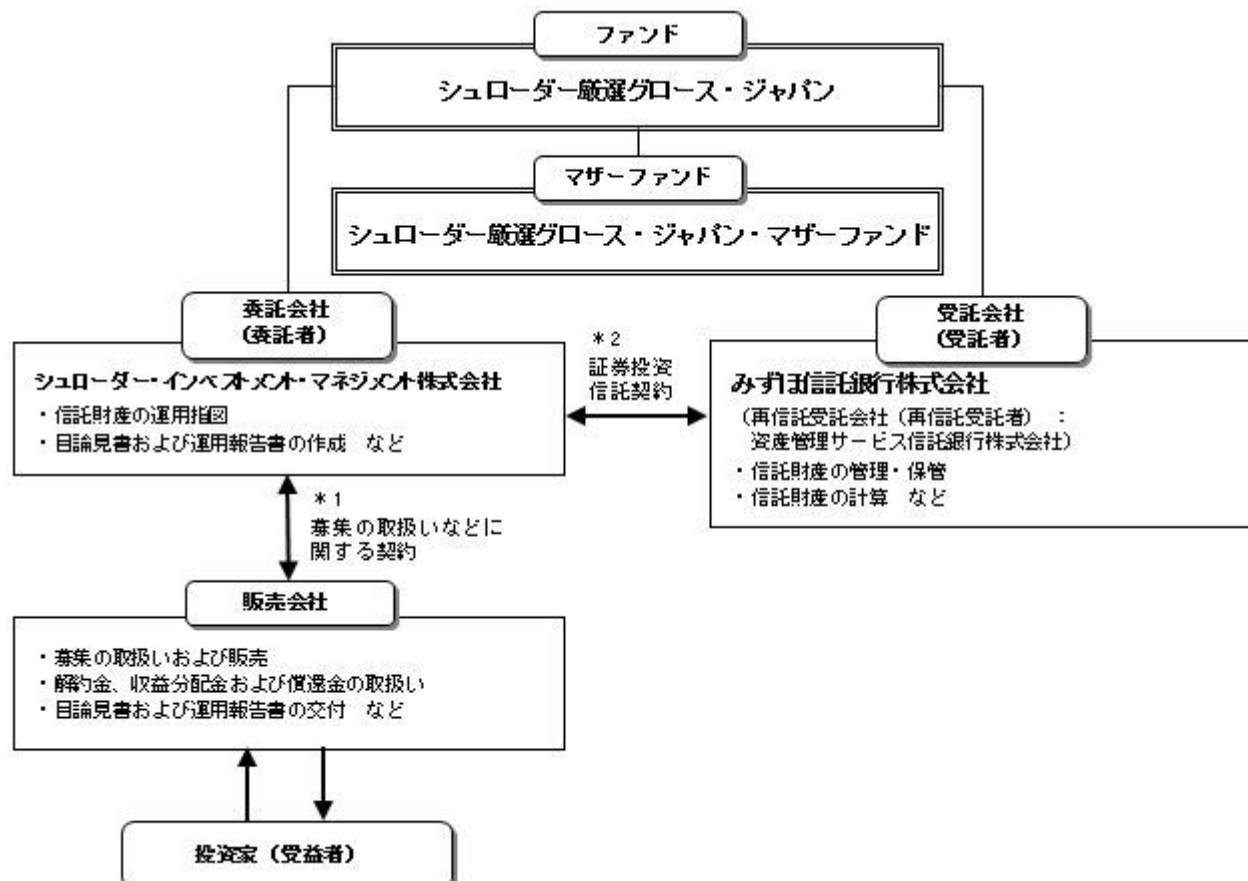 ファンド
シュローダー厳選グロース・ジャパン
マザーファンド
シュローダー厳選グロース・ジャパン・マザーファンド
委託会社
(委託者)
シュローダー・インベストメント・マネジメント株式会社
・信託財産の運用指図
・目論見書および運用報告書の作成　など
＊2
証券投資
信託契約
受託会社
(受託者)
みずほ信託銀行株式会社
(再信託受託会社（再信託受託者）　：
資産管理サービス信託銀行株式会社)
・信託財産の管理・保管
・信託財産の計算　など
＊1
募集の取扱いなどに
関する契約
販売会社
・募集の取扱いおよび販売
・解約金、収益分配金および償還金の取扱い
・目論見書および運用報告書の交付　など
投資家（受益者）